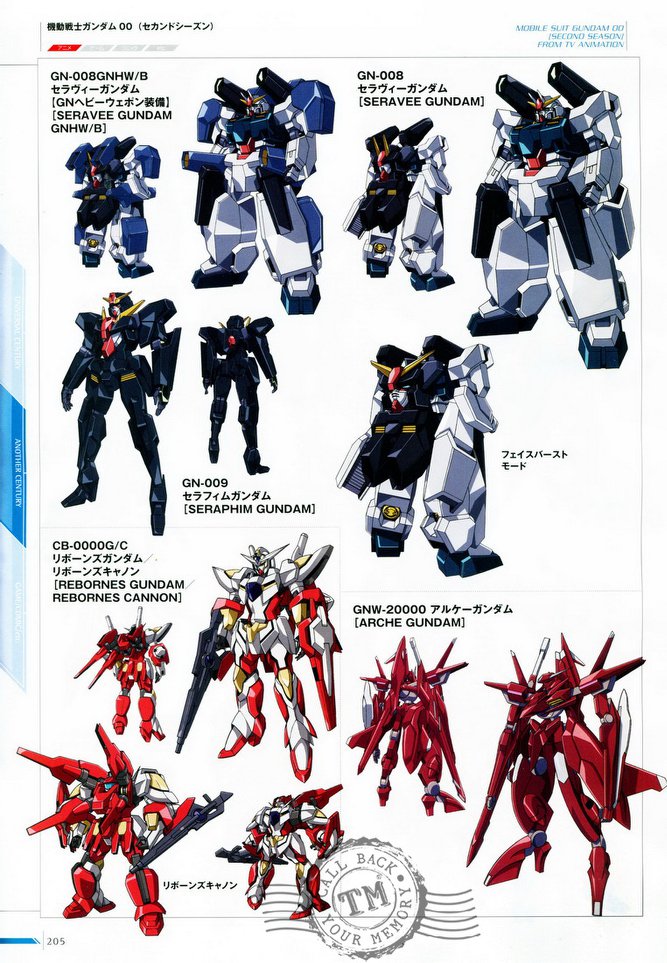 機動戦士ガンダム 00（セカンドシーズン）
アニメ
MOBILE SUIT GUNDAM 00
[SECOND SEASON]
FROM TV ANIMATION
GN-008GNHW/B
セラヴィーガンダム
【GNヘビーウェポン装備】
[SERAVEE GUNDAM
GNHW/B]
GN-008
セラヴィーガンダム
[SERAVEE GUNDAM]
UNIVERSAL CENTURY
ANOTHER CENTURY
フェイスバースト
モード
GN-009
セラフィムガンダム
[SERAPHIM GUNDAM]
CB-0000G/C
リボーンズガンダム／
リボーンズキャノン
[REBORNES GUNDAM／
REBORNES CANNON]
GNW-20000 アルケーガンダム
[ARCHE GUNDAM]
リボーンズキャノン
CALL BACK
TM
YOUR MEMORY
205